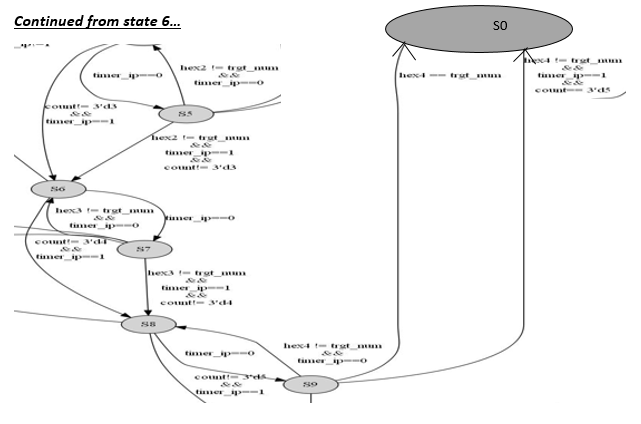 Continued from state 6...
S0
timer_ip==0
hex2 != trgt_num
&&
timer_ip==0
hex4 == trgt_num
hex4 != trgt_num
&&
timer_ip==1
&&
count== 3'd5
count!= 3'd3
&&
timer_ip==1
S5
hex2 != trgt_num
&&
timer_ip==1
&&
count!= 3'd3
S6
hex3 != trgt_num
&&
timer_ip==0
timer_ip==0
count!= 3'd4
&&
timer_ip==1
S7
hex3 != trgt_num
&&
timer_ip==1
&&
count!= 3'd4
S8
timer_ip==0
hex4 != trgt_num
&&
timer_ip==0
count!= 3'd5
&&
timer_ip==1
S9